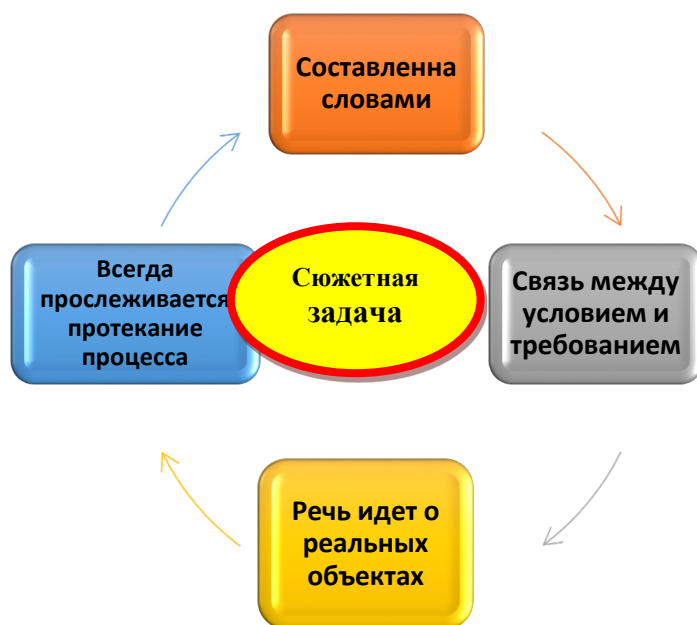 Составленна
словами
Всегда
прослеживается
протекание
процесса
Сюжетная
задача
Связь между
условием и
требованием
Речь идет о
реальных
объектах